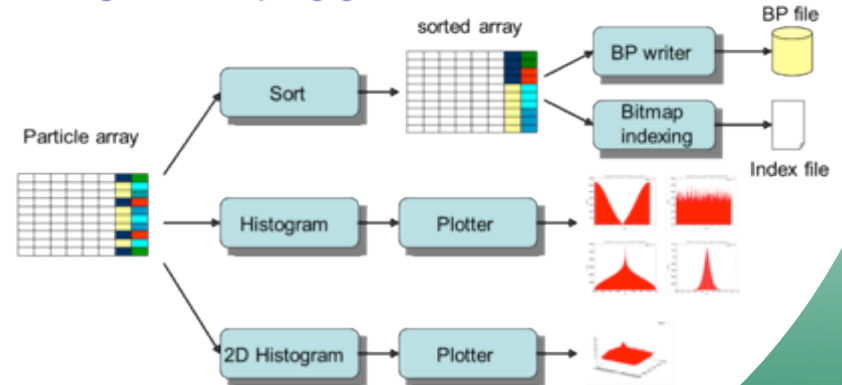 BP file
sorted array
BP writer
Sort
Bitmap
indexing
Particle array
Index file
Histogram
Plotter
2D Histogram
Plotter